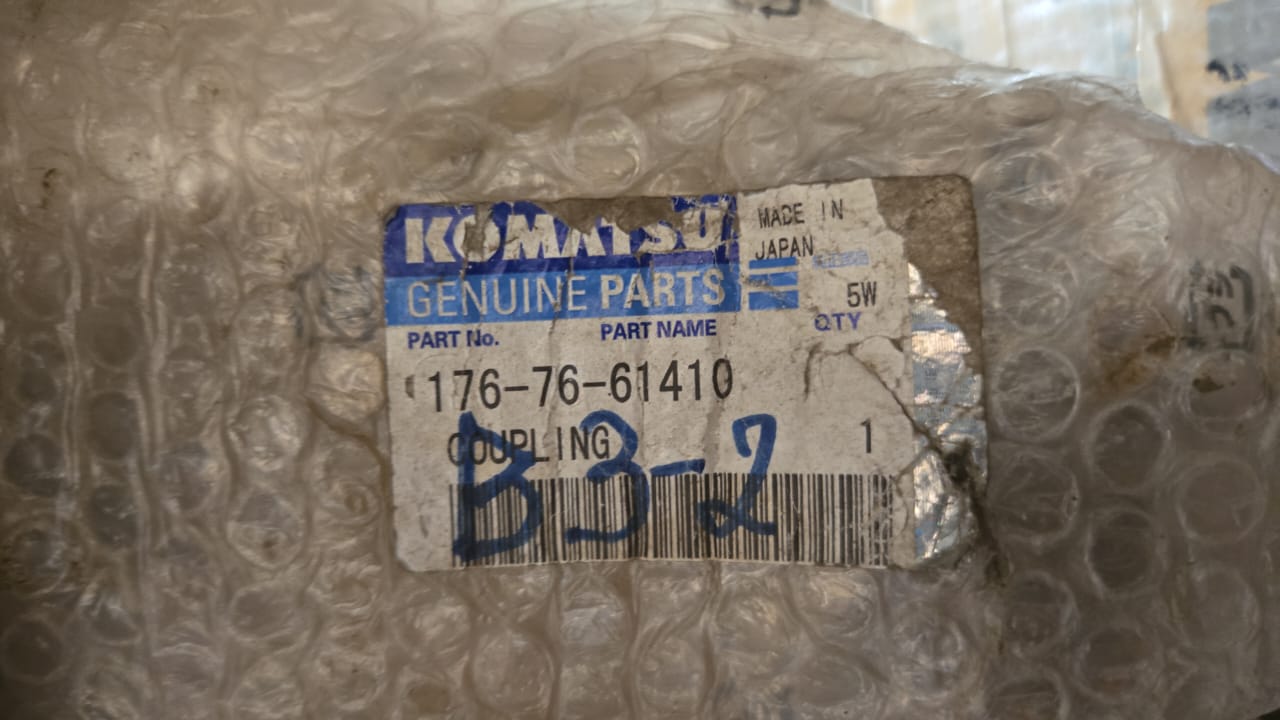 KOMATSU
MADE IN
JAPAN
GENUINE PARTS
5W
PART No. PART NAME QTY
176-76-61410
COUPLING 1
B3-2